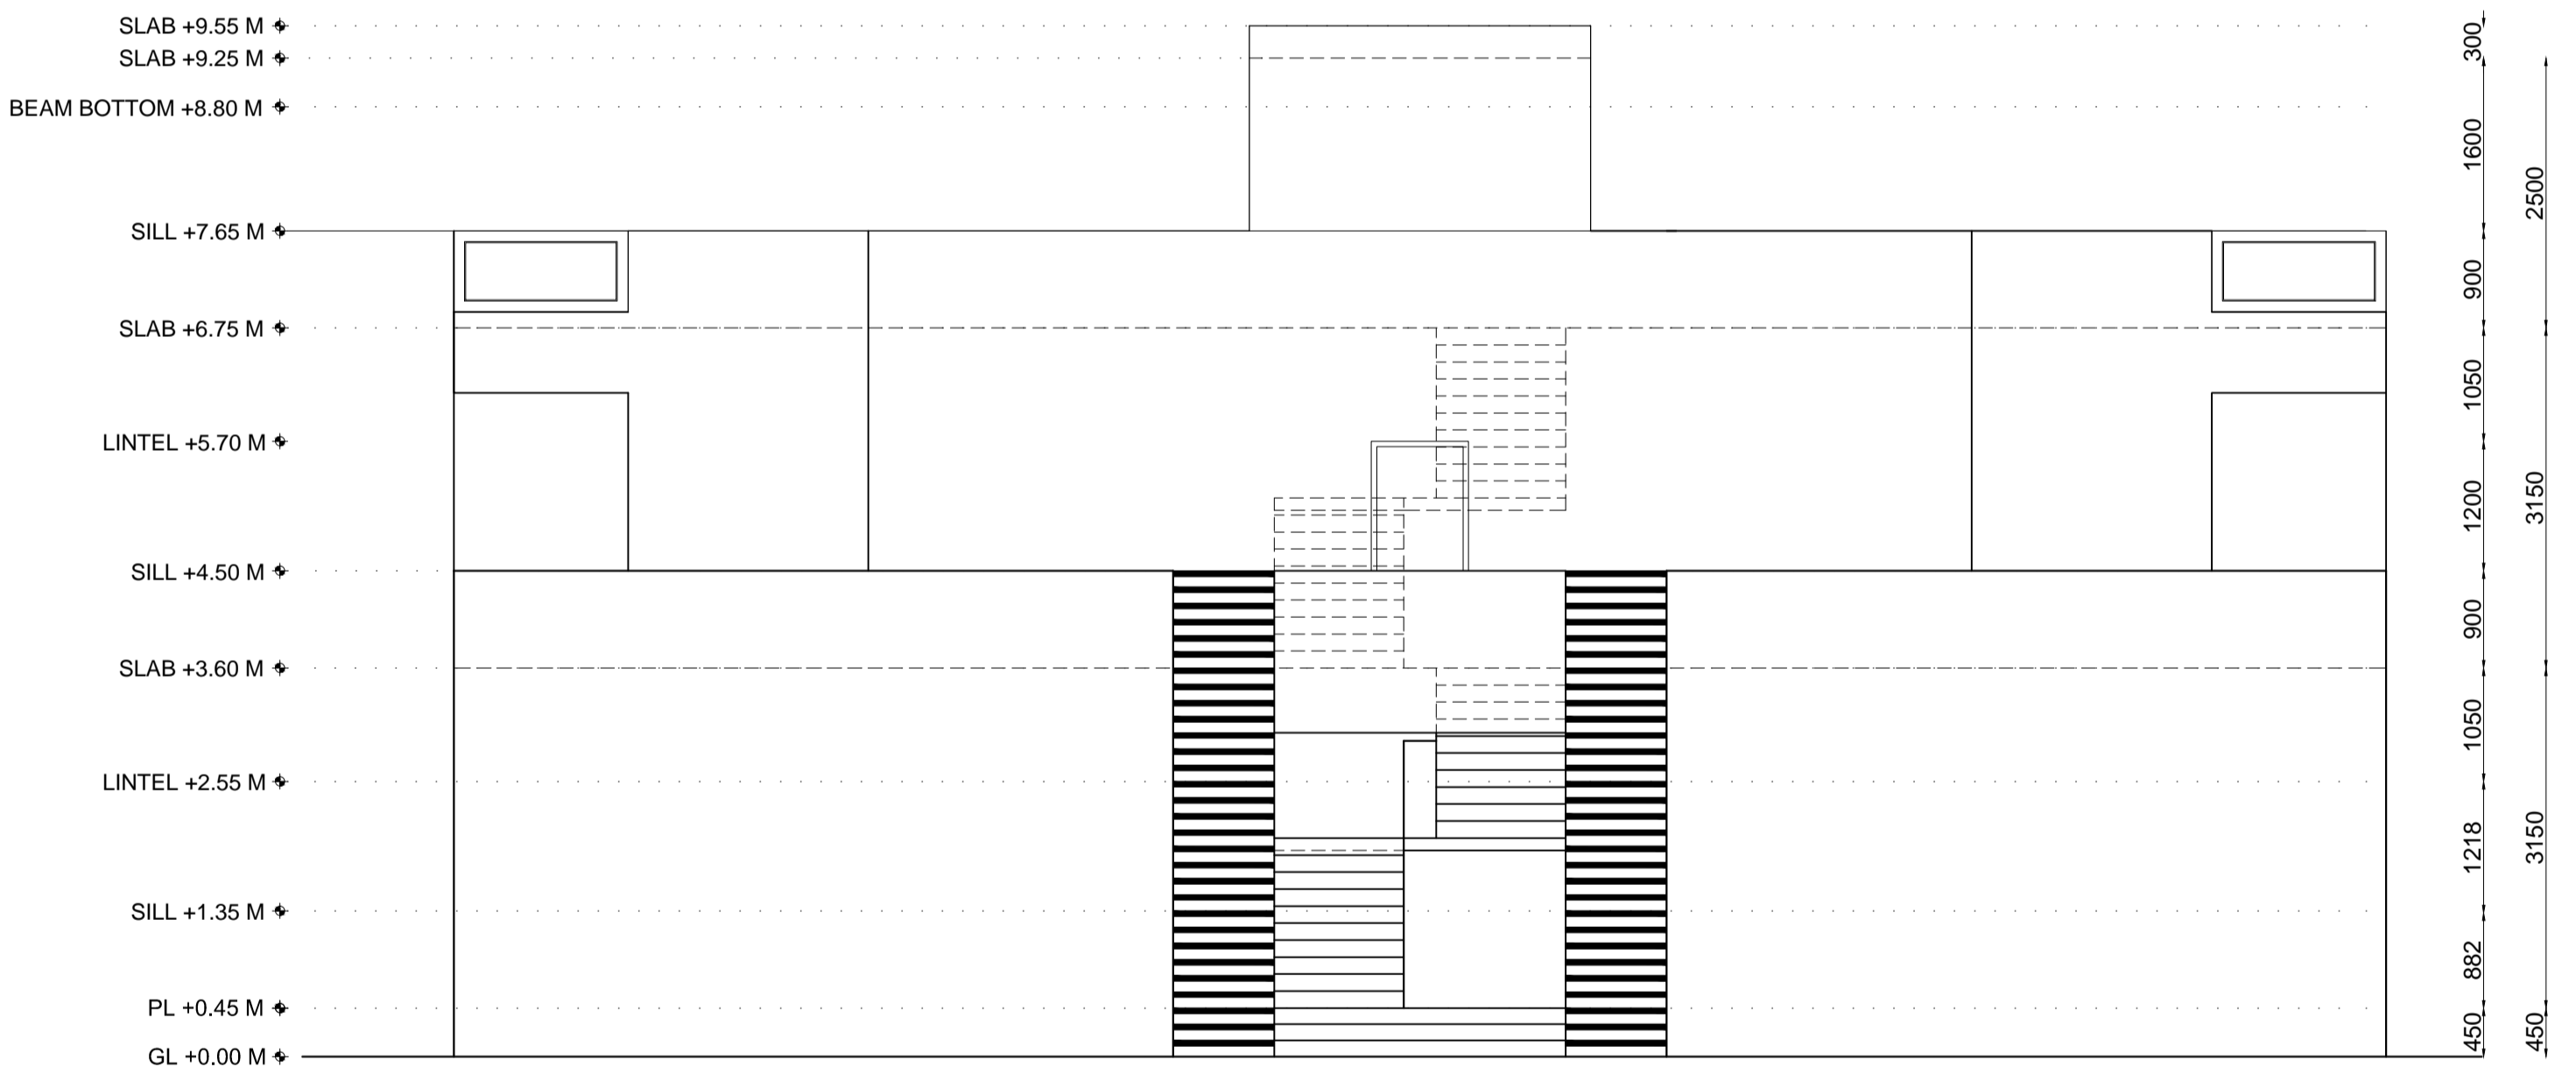 SLAB +9.55 M
SLAB +9.25 M
BEAM BOTTOM +8.80 M
SILL +7.65 M
SLAB +6.75 M
LINTEL +5.70 M
SILL +4.50 M
SLAB +3.60 M
LINTEL +2.55 M
SILL +1.35 M
PL +0.45 M
GL +0.00 M
300
1600
900
1050
1200
900
1050
1218
882
450
2500
3150
3150
450